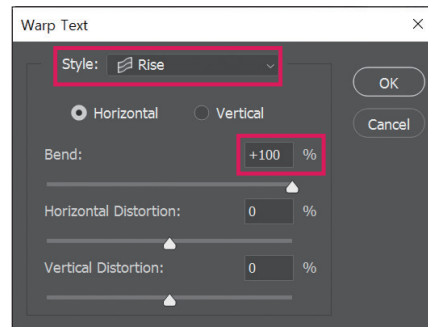 Warp Text
Style: Rise
OK
Horizontal Vertical
Cancel
Bend: +100 %
Horizontal Distortion: 0 %
Vertical Distortion: 0 %